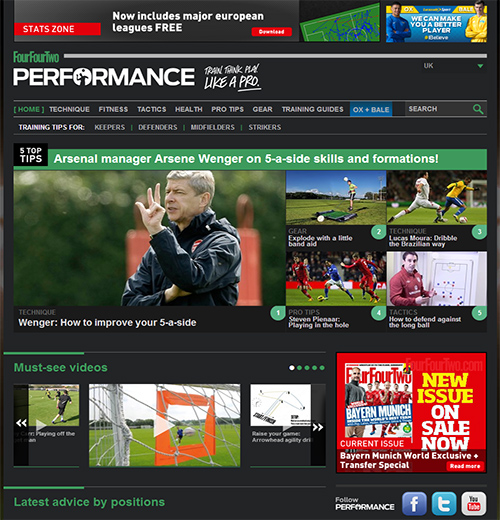 STATS ZONE
Now includes major european
leagues FREE
Download
WE CAN MAKE
YOU A BETTER
PLAYER
#Believe
FourFourTwo
PERFORMANCE
TRAIN. THINK. PLAY
LIKE A PRO.
UK
[ HOME ] TECHNIQUE FITNESS TACTICS HEALTH PRO TIPS GEAR TRAINING GUIDES OX + BALE SEARCH
TRAINING TIPS FOR: KEEPERS | DEFENDERS | MIDFIELDERS | STRIKERS
5 TOP
TIPS
Arsenal manager Arsene Wenger on 5-a-side skills and formations!
TECHNIQUE
Wenger: How to improve your 5-a-side
1
GEAR
Explode with a little
band aid
2
TECHNIQUE
Lucas Moura: Dribble
the Brazilian way
3
PRO TIPS
Steven Pienaar:
Playing in the hole
4
TACTICS
How to defend against
the long ball
5
Must-see videos
Playing off the
Raise your game:
Arrowhead agility dri
FourFourTwo.com
FourFourTwo
BAYERN MUNICH
NEW
ISSUE
ON
SALE
NOW
CURRENT ISSUE
Bayern Munich World Exclusive +
Transfer Special
Read more
Latest advice by positions
Follow
PERFORMANCE
You
Tube